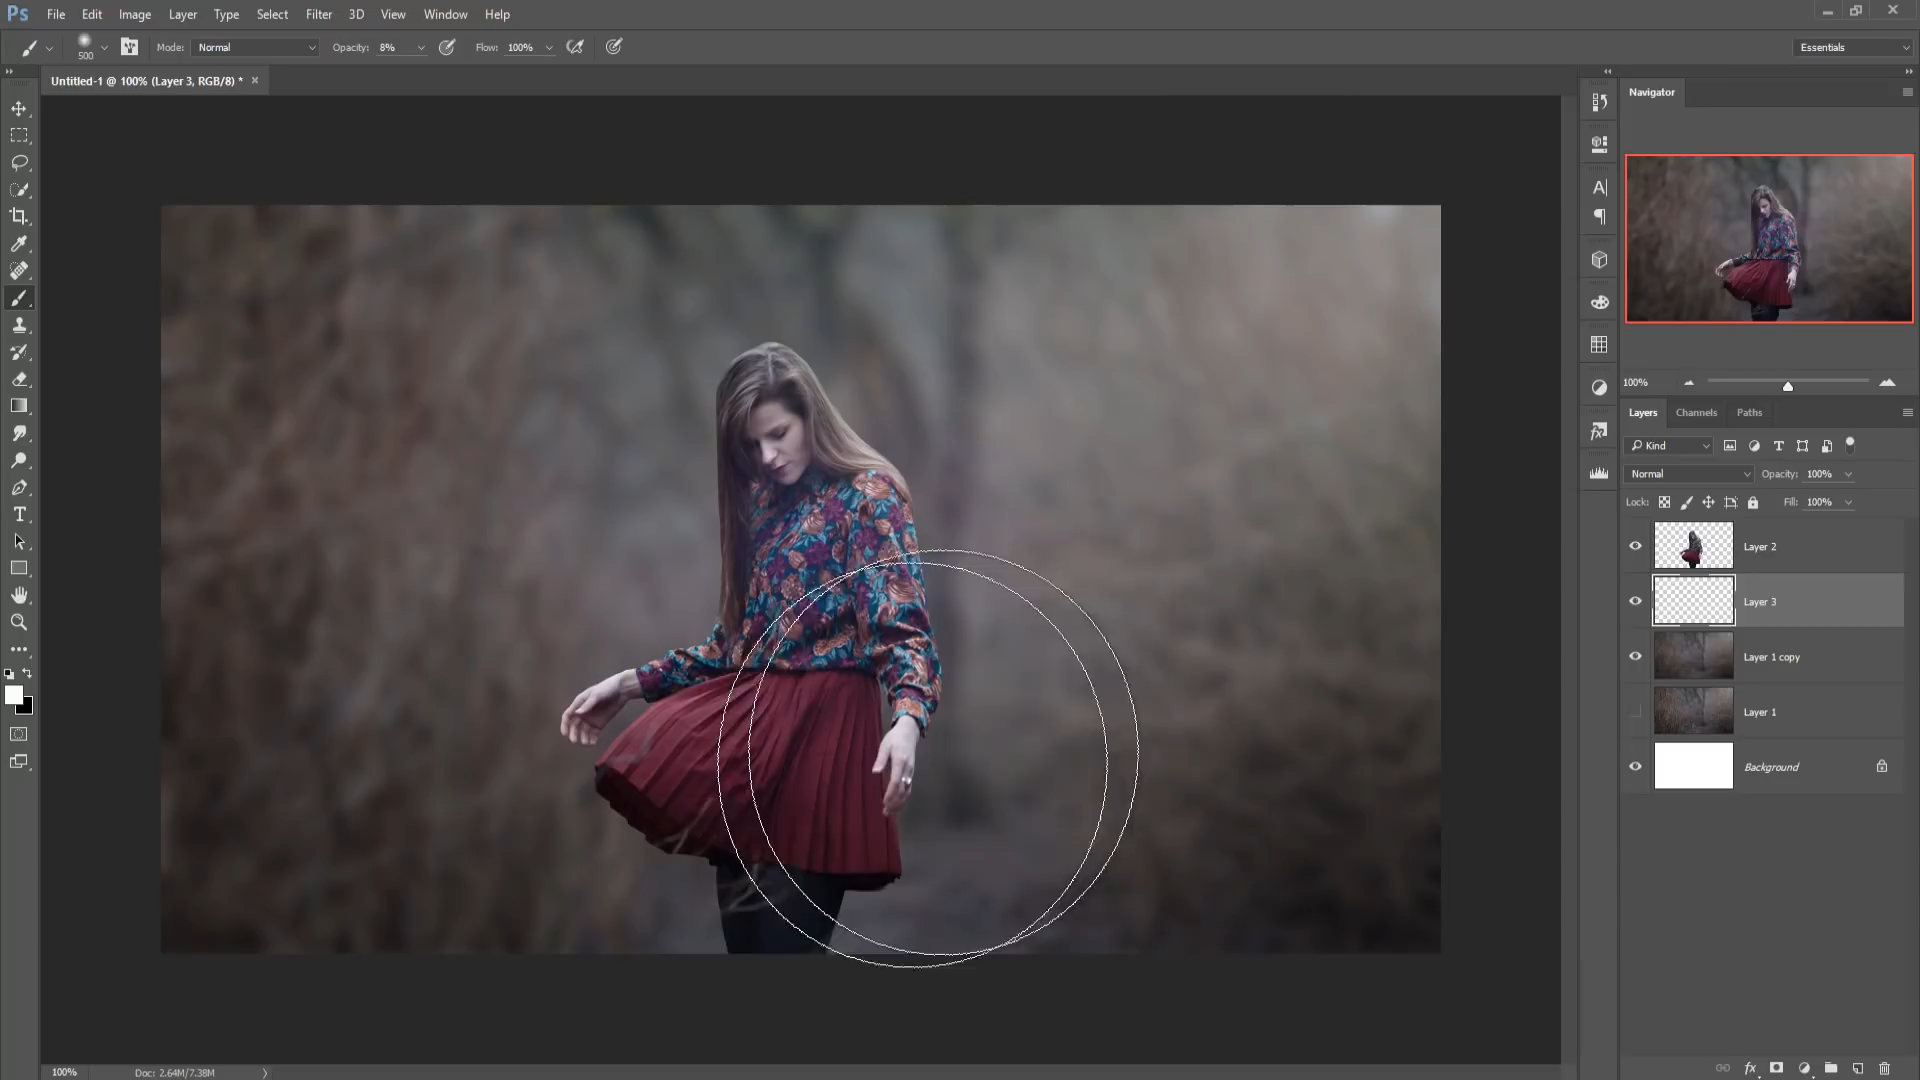 Ps File Edit Image Layer Type Select Filter 3D View Window Help
500 Mode: Normal Opacity: 8% Flow: 100% Essentials
Untitled-1 @ 100% (Layer 3, RGB/8) *
Navigator
100%
Layers Channels Paths
Kind
Normal Opacity: 100%
Lock: Fill: 100%
Layer 2
Layer 3
Layer 1 copy
Layer 1
Background
100% Doc: 2.64M/7.38M